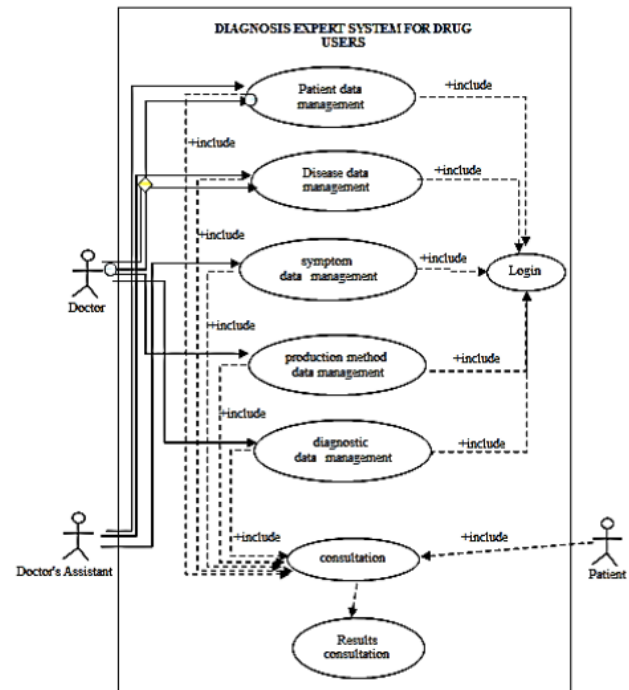 DIAGNOSIS EXPERT SYSTEM FOR DRUG
USERS
Patient data
management
+include
+include
Disease data
management
+include
+include
symptom
data management
+include
Login
Doctor
+include
production method
data management
+include
+include
diagnostic
data management
+include
+include
consultation
+include
Doctor's Assistant
Patient
Results
consultation